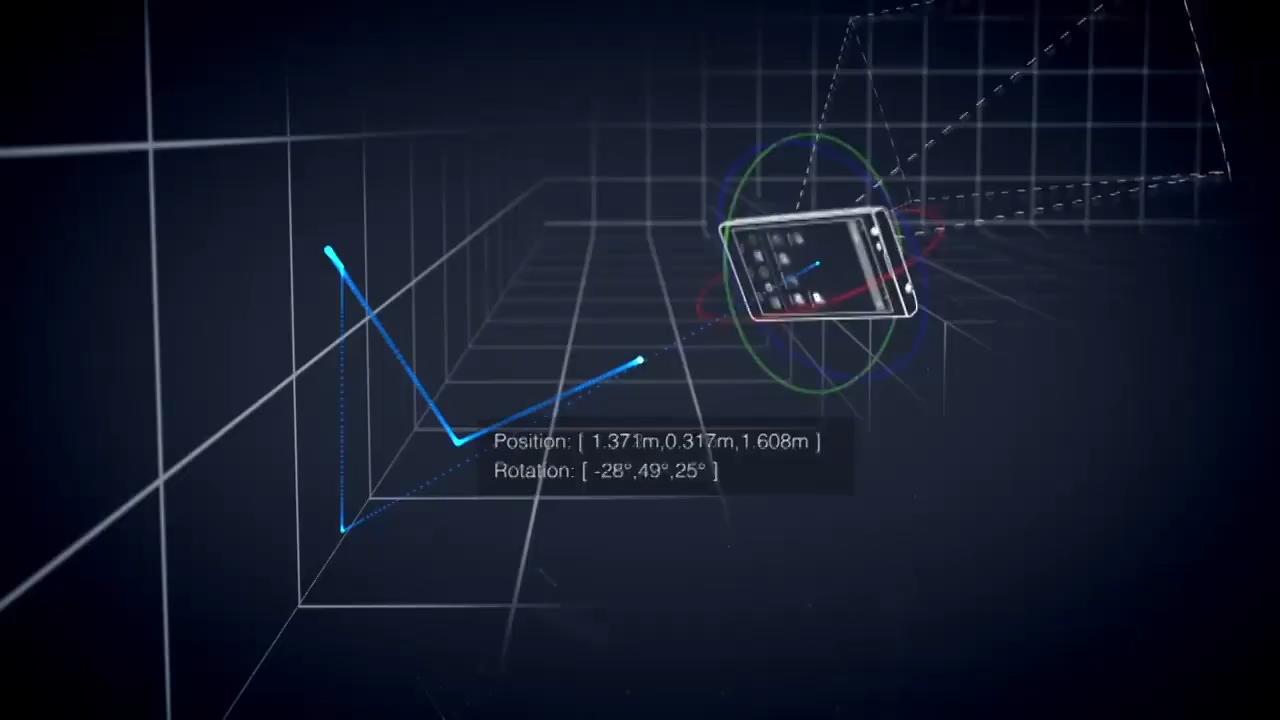 Position: [ 1.371m,0.317m,1.608m ]
Rotation: [ -28°,49°,25° ]